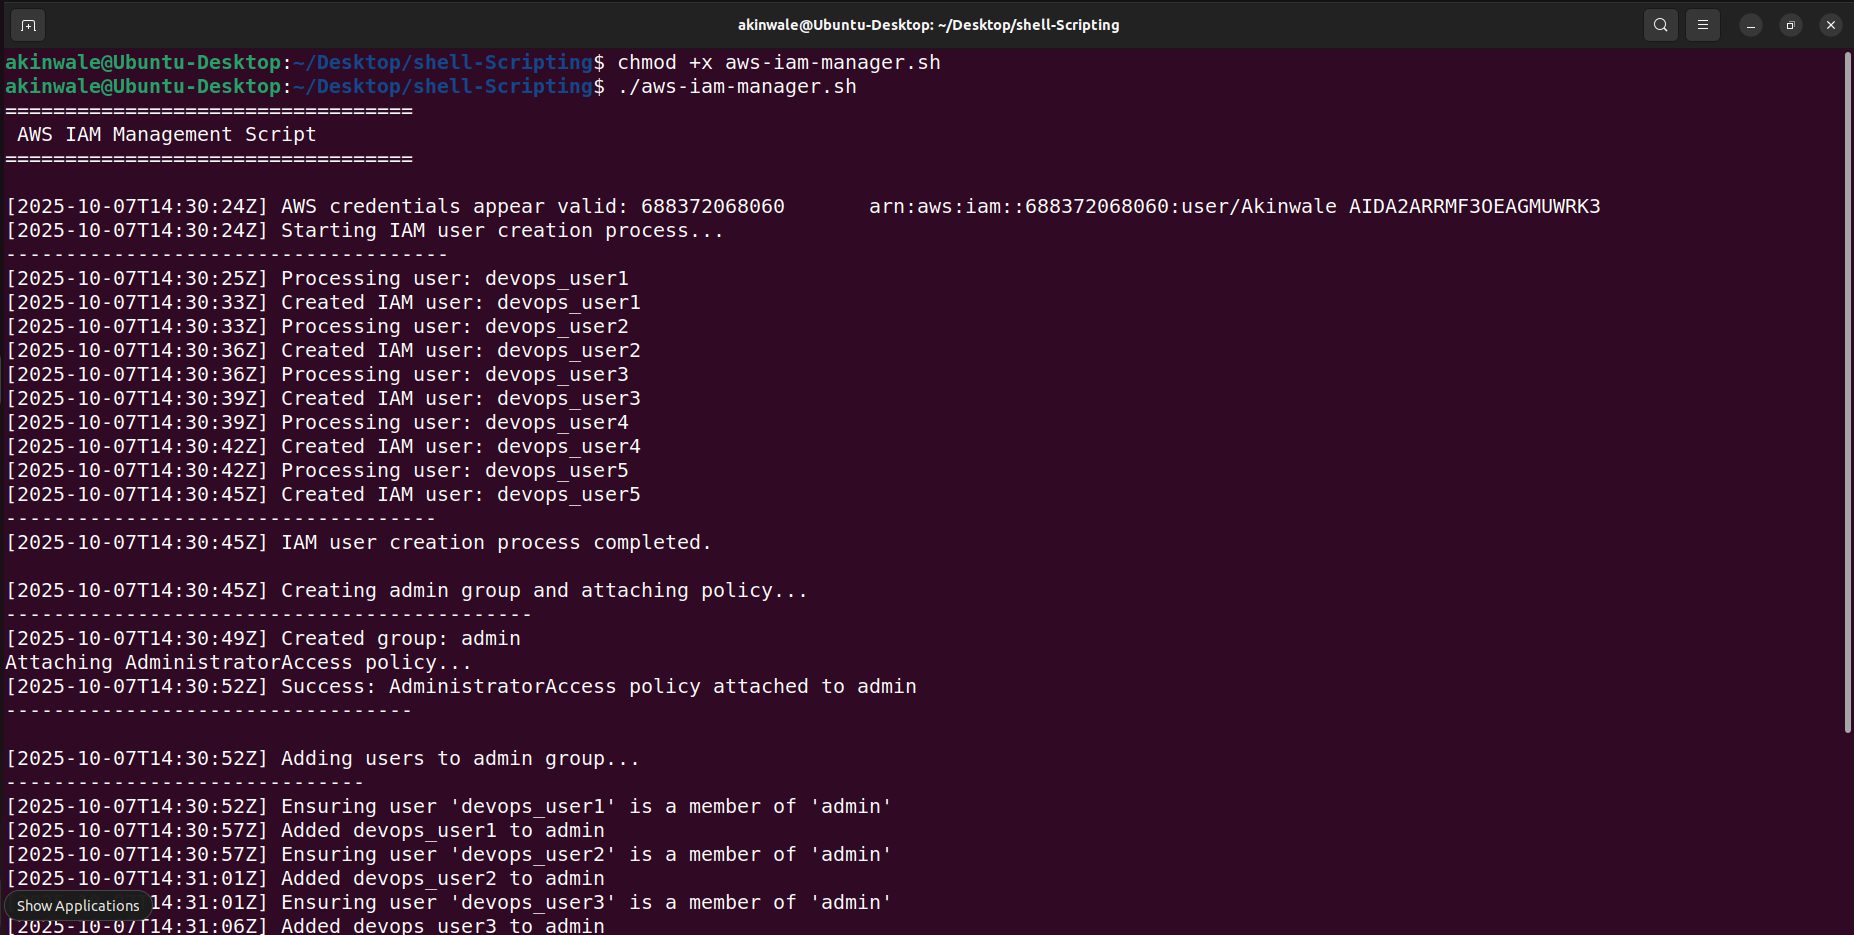 akinwale@Ubuntu-Desktop: ~/Desktop/shell-Scripting
akinwale@Ubuntu-Desktop:~/Desktop/shell-Scripting$ chmod +x aws-iam-manager.sh
akinwale@Ubuntu-Desktop:~/Desktop/shell-Scripting$ ./aws-iam-manager.sh
==================================
 AWS IAM Management Script
==================================
[2025-10-07T14:30:24Z] AWS credentials appear valid: 688372068060       arn:aws:iam::688372068060:user/Akinwale AIDA2ARRMF3OEAGMUWRK3
[2025-10-07T14:30:24Z] Starting IAM user creation process...
-------------------------------------
[2025-10-07T14:30:25Z] Processing user: devops_user1
[2025-10-07T14:30:33Z] Created IAM user: devops_user1
[2025-10-07T14:30:33Z] Processing user: devops_user2
[2025-10-07T14:30:36Z] Created IAM user: devops_user2
[2025-10-07T14:30:36Z] Processing user: devops_user3
[2025-10-07T14:30:39Z] Created IAM user: devops_user3
[2025-10-07T14:30:39Z] Processing user: devops_user4
[2025-10-07T14:30:42Z] Created IAM user: devops_user4
[2025-10-07T14:30:42Z] Processing user: devops_user5
[2025-10-07T14:30:45Z] Created IAM user: devops_user5
------------------------------------
[2025-10-07T14:30:45Z] IAM user creation process completed.
[2025-10-07T14:30:45Z] Creating admin group and attaching policy...
--------------------------------------------
[2025-10-07T14:30:49Z] Created group: admin
Attaching AdministratorAccess policy...
[2025-10-07T14:30:52Z] Success: AdministratorAccess policy attached to admin
----------------------------------
[2025-10-07T14:30:52Z] Adding users to admin group...
------------------------------
[2025-10-07T14:30:52Z] Ensuring user 'devops_user1' is a member of 'admin'
[2025-10-07T14:30:57Z] Added devops_user1 to admin
[2025-10-07T14:30:57Z] Ensuring user 'devops_user2' is a member of 'admin'
[2025-10-07T14:31:01Z] Added devops_user2 to admin
Show Applications
14:31:01Z] Ensuring user 'devops_user3' is a member of 'admin'
[2025-10-07T14:31:06Z] Added devops_user3 to admin